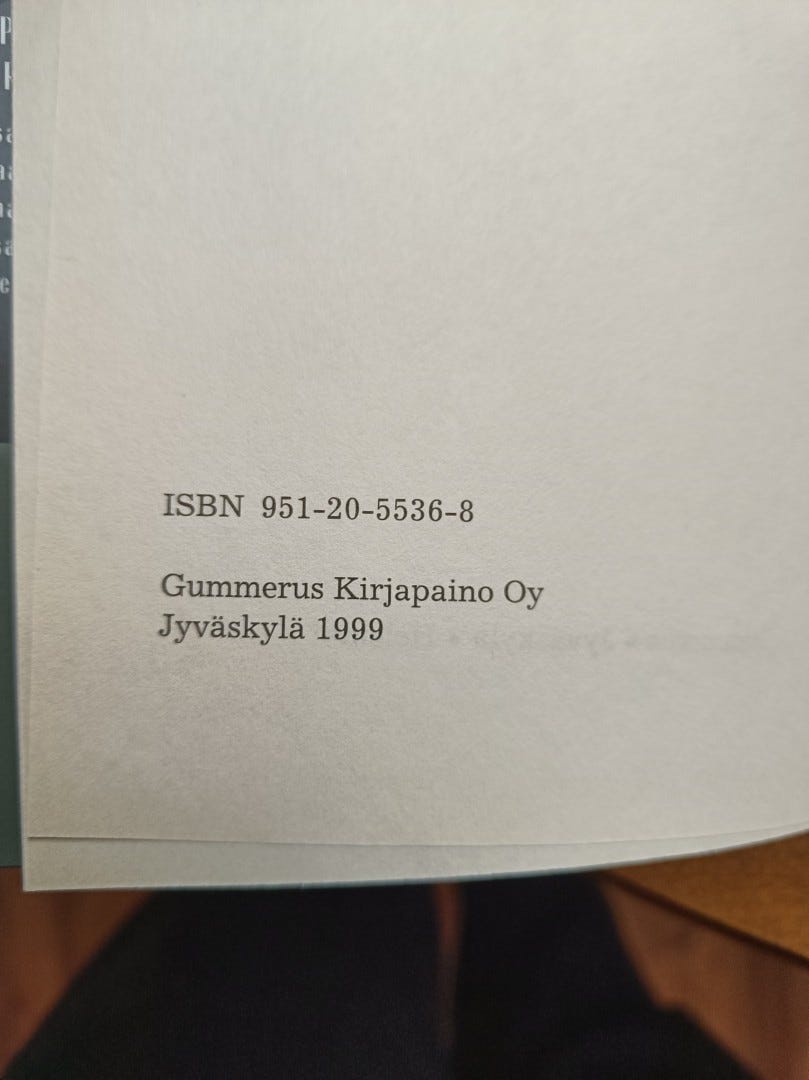 ISBN 951-20-5536-8
Gummerus Kirjapaino Oy
Jyväskylä 1999